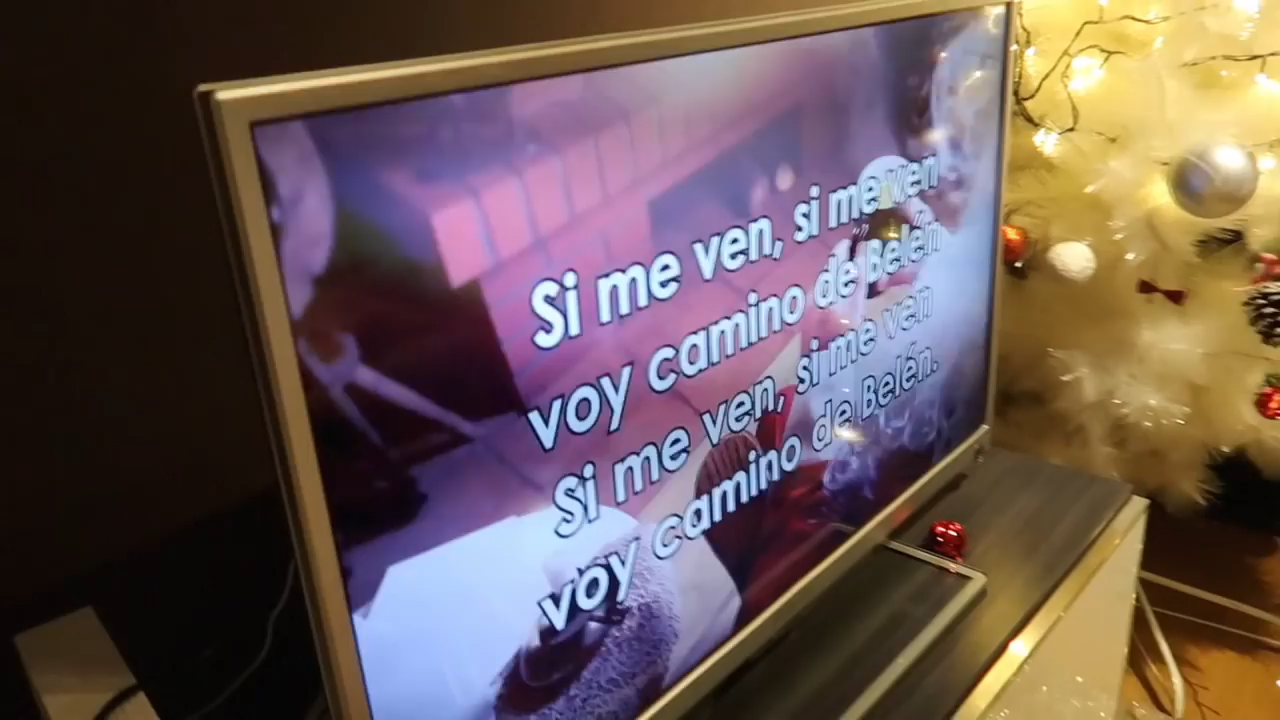 Si me ven, si me ven
voy camino de Belén
Si me ven, si me ven
voy camino de Belén.